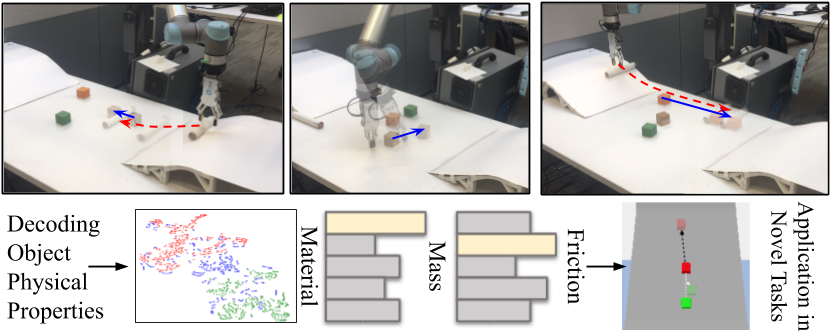 Decoding
Object
Physical
Properties
Material
Mass
Friction
Application in
Novel Tasks